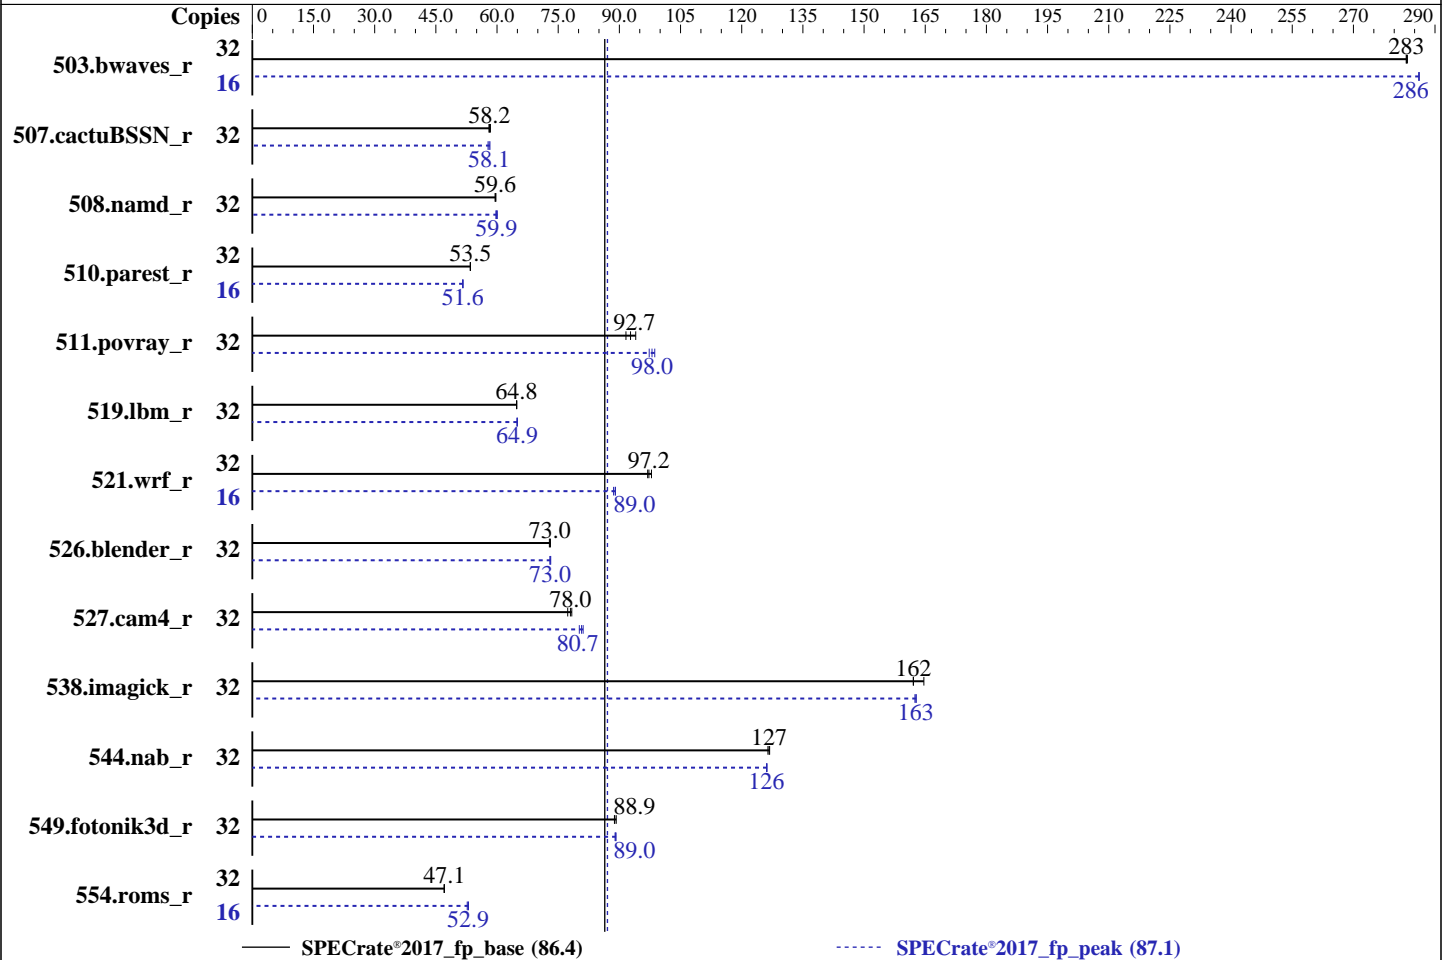 Copies 0 15.0 30.0 45.0 60.0 75.0 90.0 105 120 135 150 165 180 195 210 225 240 255 270 290
503.bwaves_r 32 283
16 286
507.cactuBSSN_r 32 58.2
58.1
508.namd_r 32 59.6
59.9
510.parest_r 32 53.5
16 51.6
511.povray_r 32 92.7
98.0
519.lbm_r 32 64.8
64.9
521.wrf_r 32 97.2
16 89.0
526.blender_r 32 73.0
73.0
527.cam4_r 32 78.0
80.7
538.imagick_r 32 162
163
544.nab_r 32 127
126
549.fotonik3d_r 32 88.9
89.0
554.roms_r 32 47.1
16 52.9
SPECrate®2017_fp_base (86.4) SPECrate®2017_fp_peak (87.1)